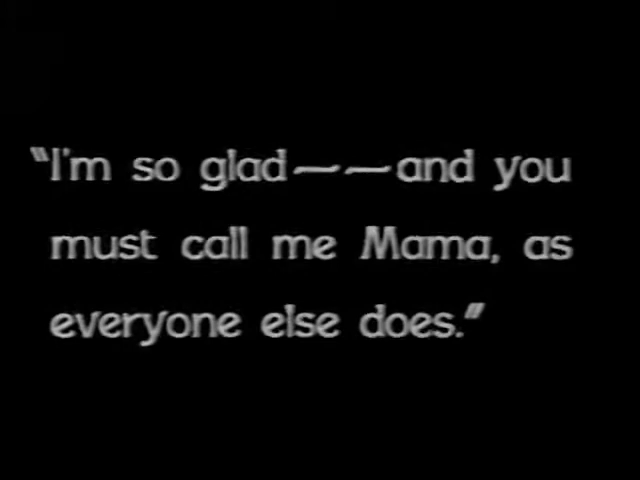 "I'm so glad——and you
must call me Mama, as
everyone else does."